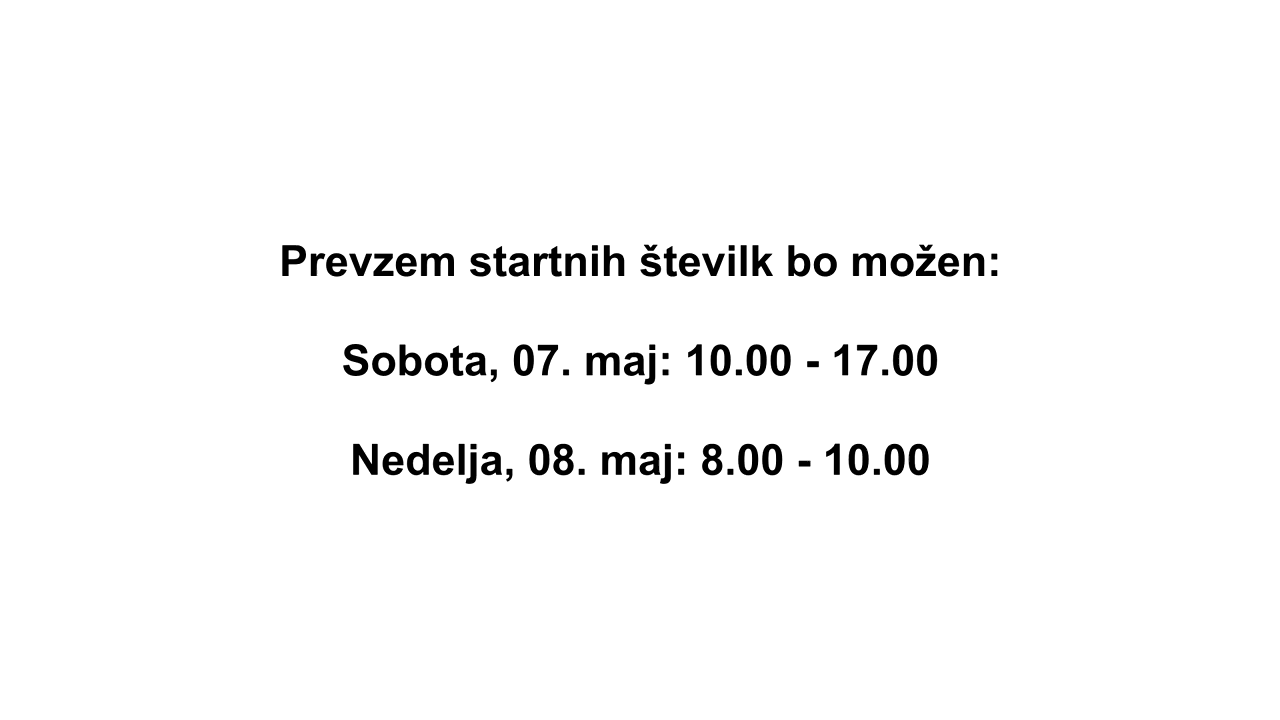 Prevzem startnih številk bo možen:
Sobota, 07. maj: 10.00 - 17.00
Nedelja, 08. maj: 8.00 - 10.00